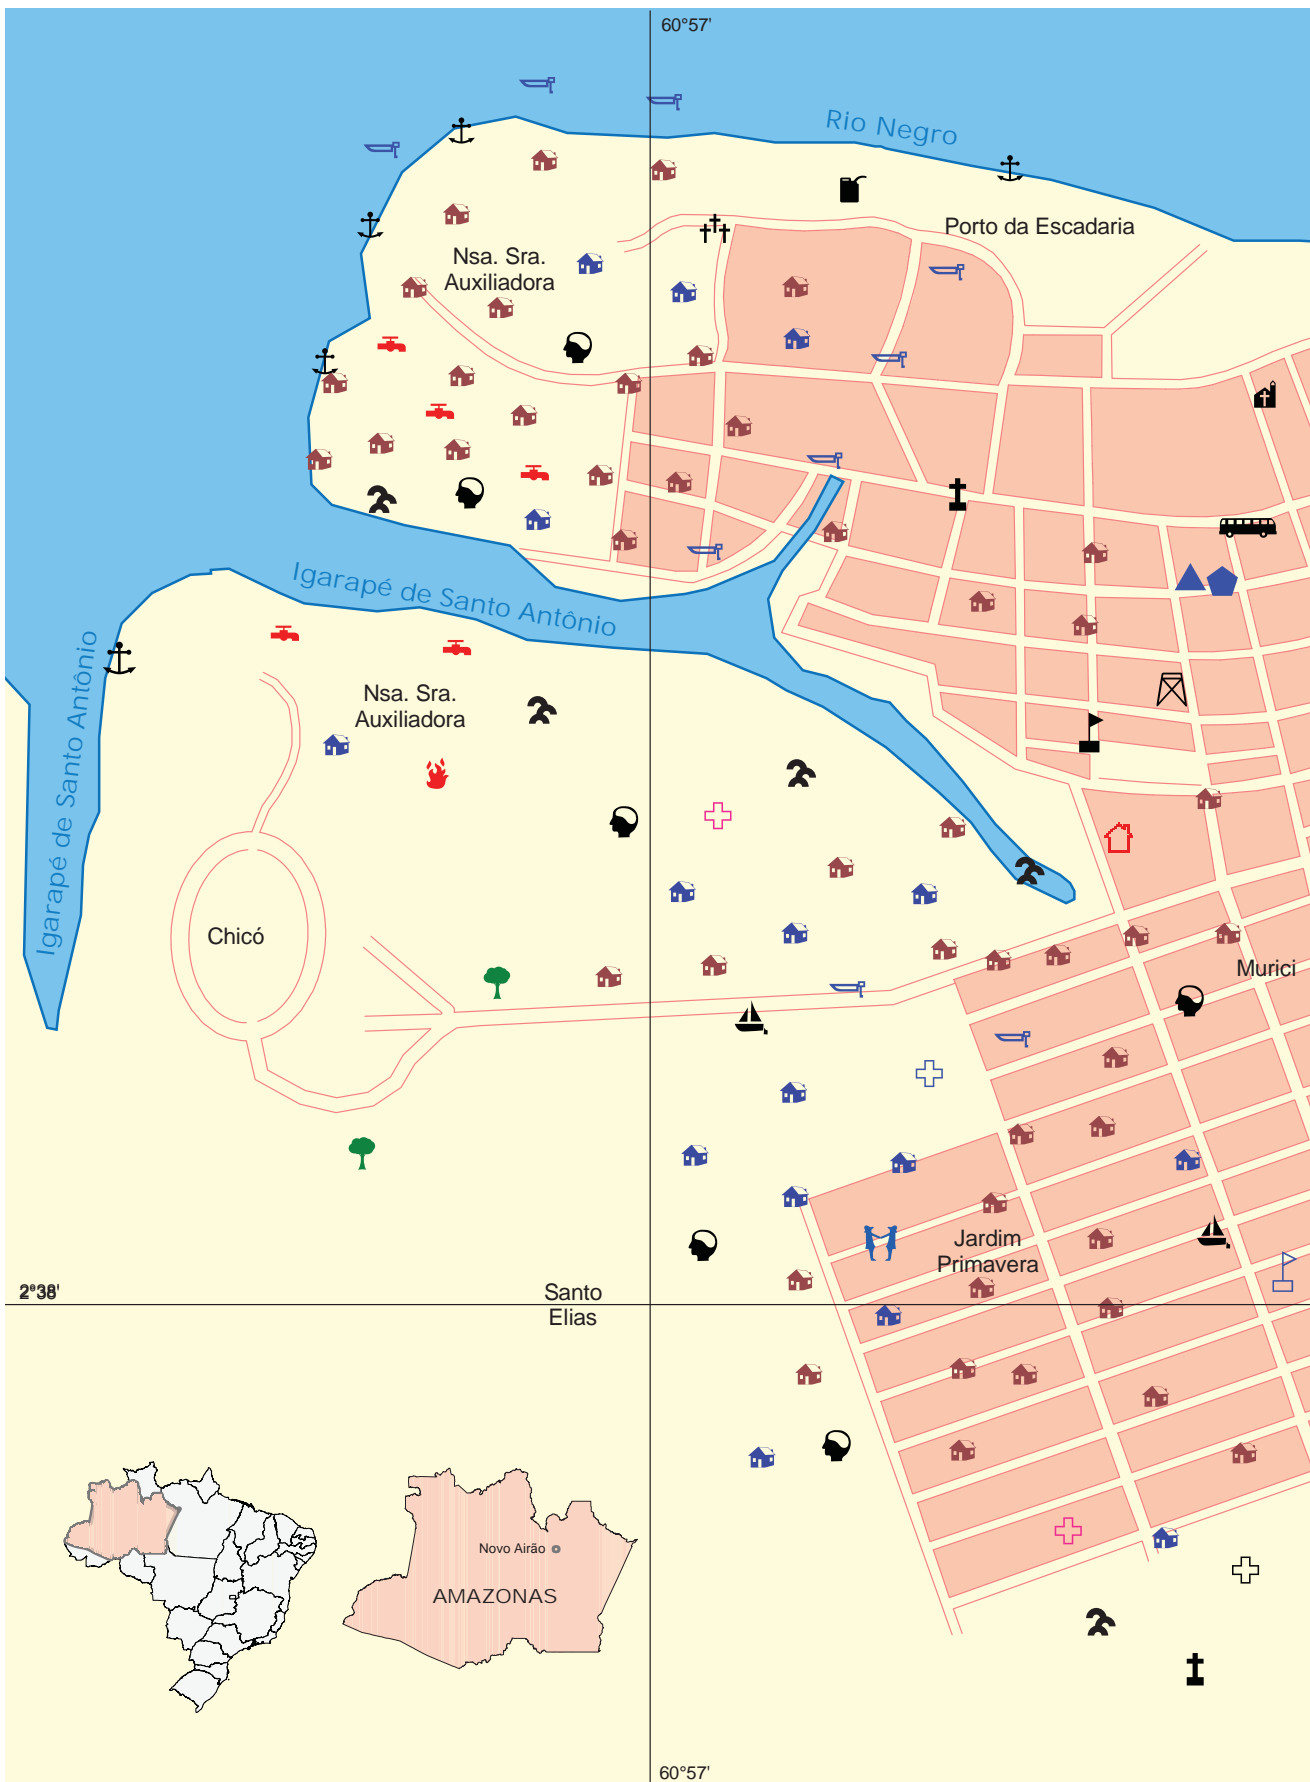 60°57'
Rio Negro
Porto da Escadaria
Nsa. Sra.
Auxiliadora
Igarapé de Santo Antônio
Igarapé de Santo Antônio
Nsa. Sra.
Auxiliadora
Chicó
Murici
Jardim
Primavera
2°38'
Santo
Elias
Novo Airão
AMAZONAS
60°57'